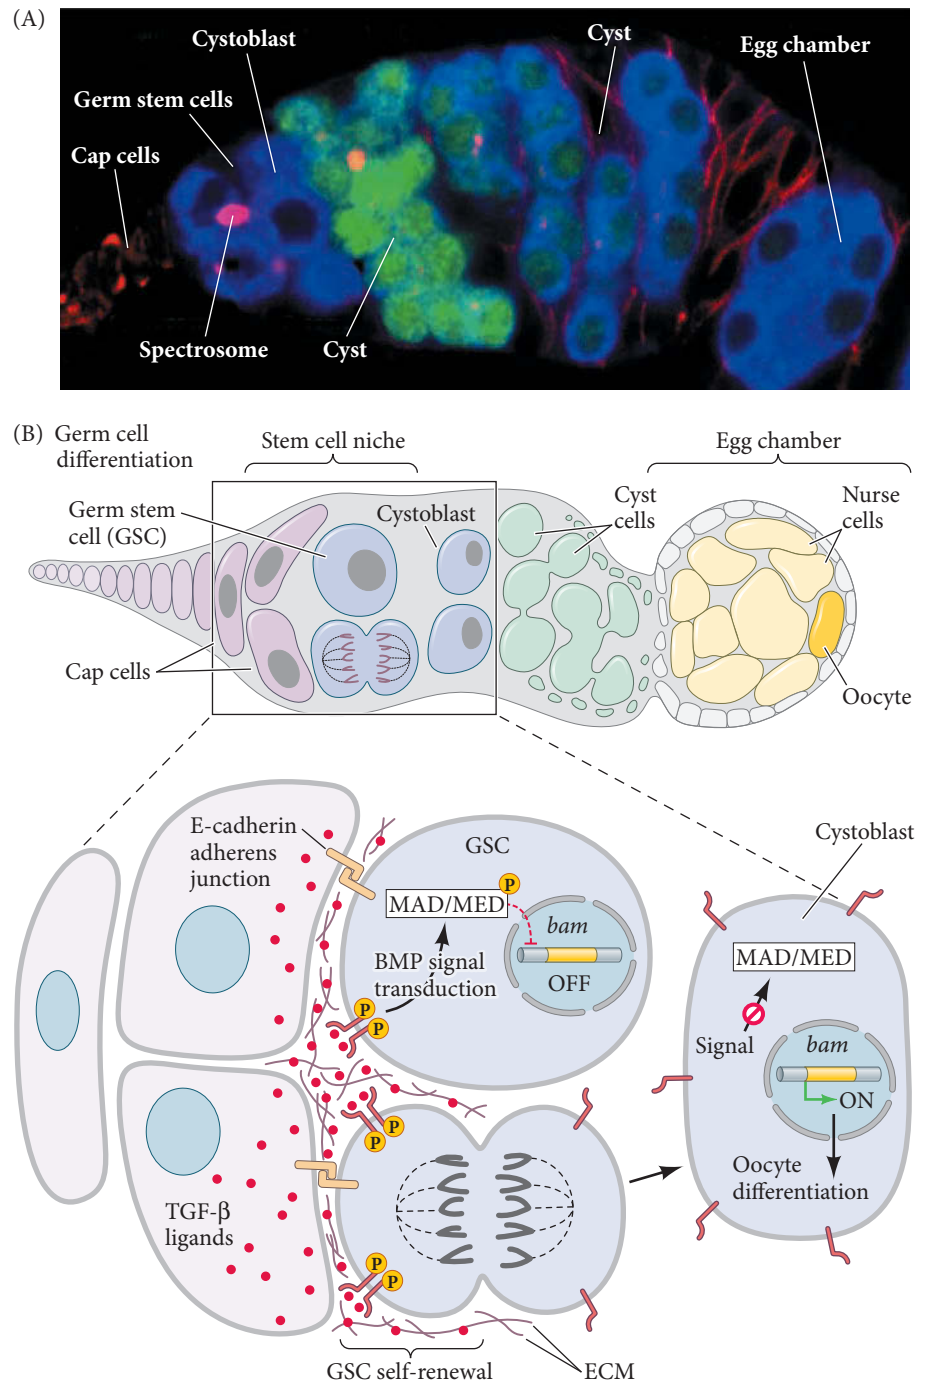 (A)
Cystoblast
Cyst
Egg chamber
Germ stem cells
Cap cells
Spectrosome
Cyst
(B) Germ cell
differentiation
Stem cell niche
Egg chamber
Germ stem
cell (GSC)
Cystoblast
Cyst
cells
Nurse
cells
Cap cells
Oocyte
E-cadherin
adherens
junction
GSC
P
MAD/MED
bam
OFF
BMP signal
transduction
P
P
Cystoblast
MAD/MED
Signal
bam
ON
Oocyte
differentiation
P
P
TGF-β
ligands
P
P
GSC self-renewal
ECM